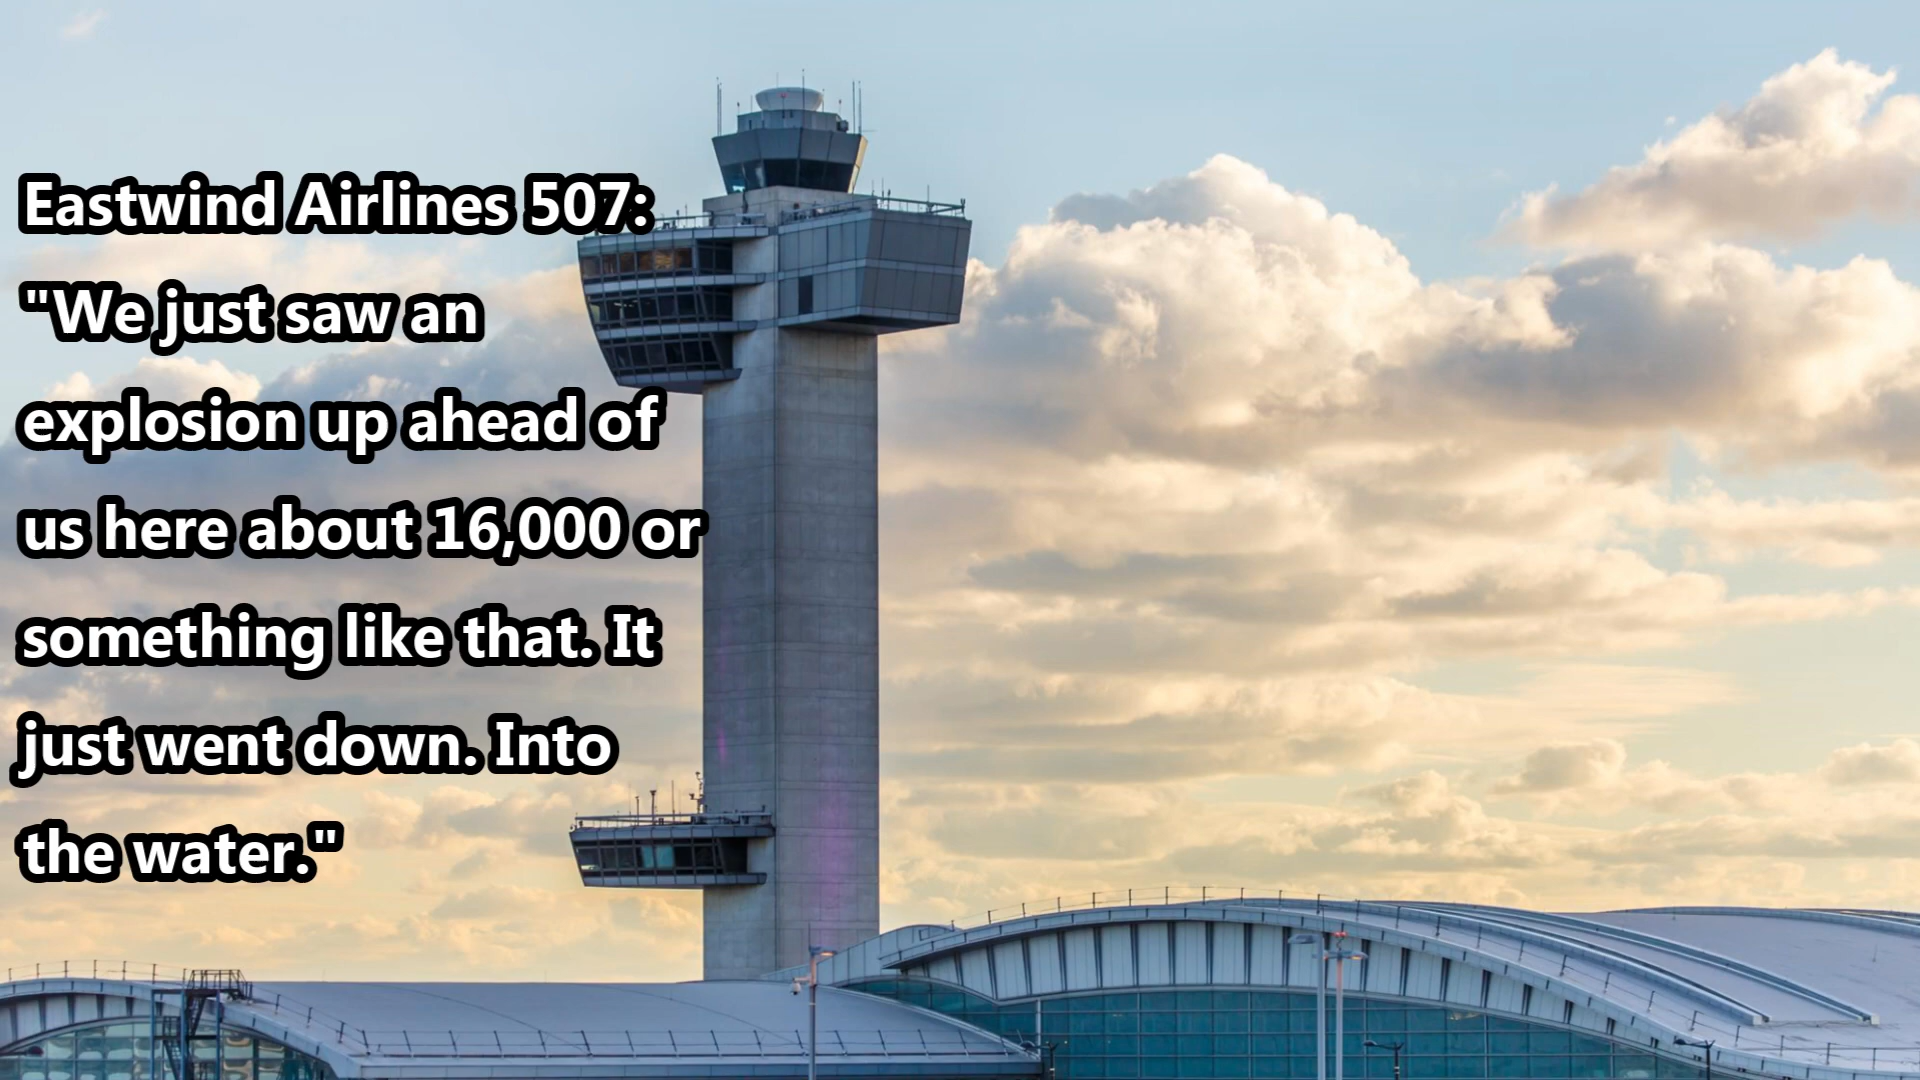 Eastwind Airlines 507:
"We just saw an
explosion up ahead of
us here about 16,000 or
something like that. It
just went down. Into
the water."